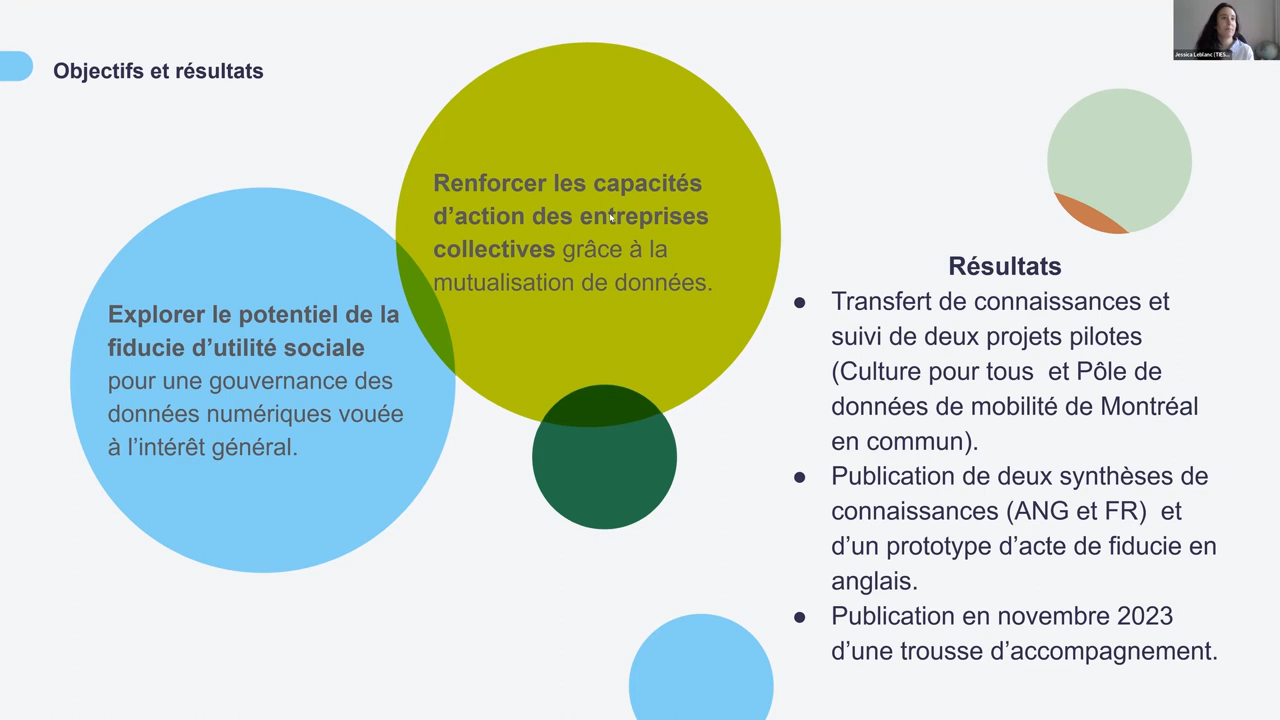 Objectifs et résultats
Jessica Leblanc (TIES...
Renforcer les capacités
d’action des entreprises
collectives grâce à la
mutualisation de données.
Explorer le potentiel de la
fiducie d’utilité sociale
pour une gouvernance des
données numériques vouée
à l’intérêt général.
Résultats
● Transfert de connaissances et
suivi de deux projets pilotes
(Culture pour tous et Pôle de
données de mobilité de Montréal
en commun).
● Publication de deux synthèses de
connaissances (ANG et FR) et
d’un prototype d’acte de fiducie en
anglais.
● Publication en novembre 2023
d’une trousse d’accompagnement.